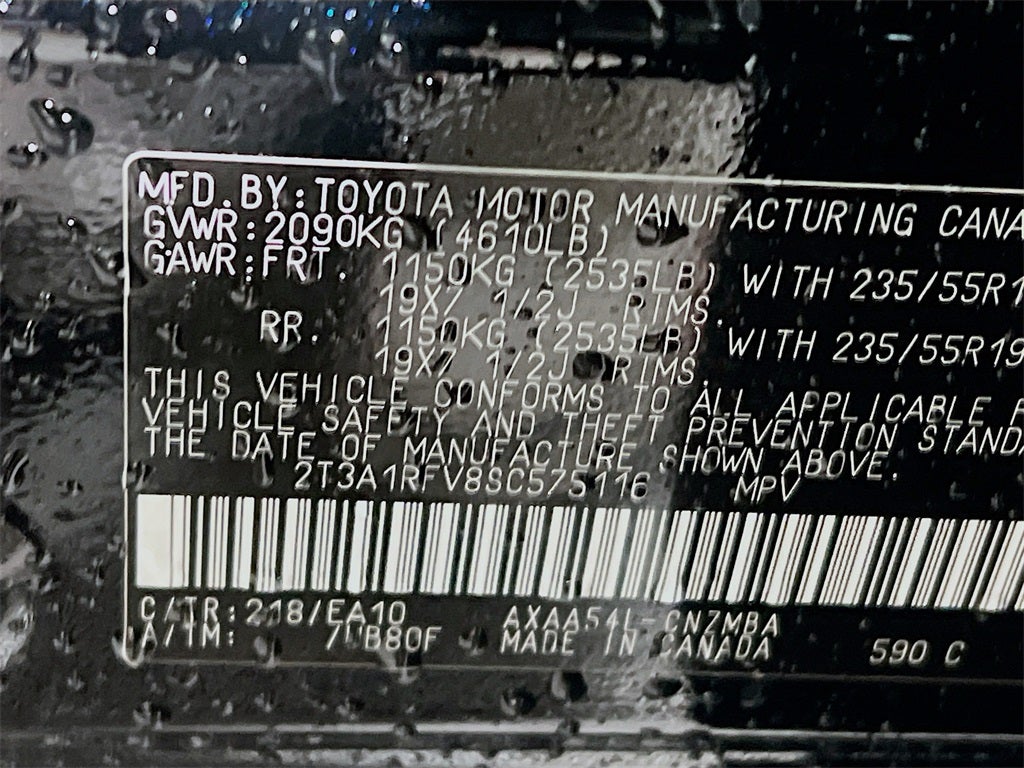 MFD. BY: TOYOTA MOTOR MANUFACTURING CANA
GVWR: 2090KG (4610LB)
GAWR: FRT. 1150KG (2535LB) WITH 235/55R1
19X7 1/2J RIMS.
RR. 1150KG (2535LB) WITH 235/55R19
19X7 1/2J RIMS.
THIS VEHICLE CONFORMS TO ALL APPLICABLE F
VEHICLE SAFETY AND THEFT PREVENTION STANDA
THE DATE OF MANUFACTURE SHOWN ABOVE.
2T3A1RFV8SC575116 MPV
C/TR: 218/EA10 AXAA54L-CNZMBA
A/TM: MADE IN CANADA 590 C